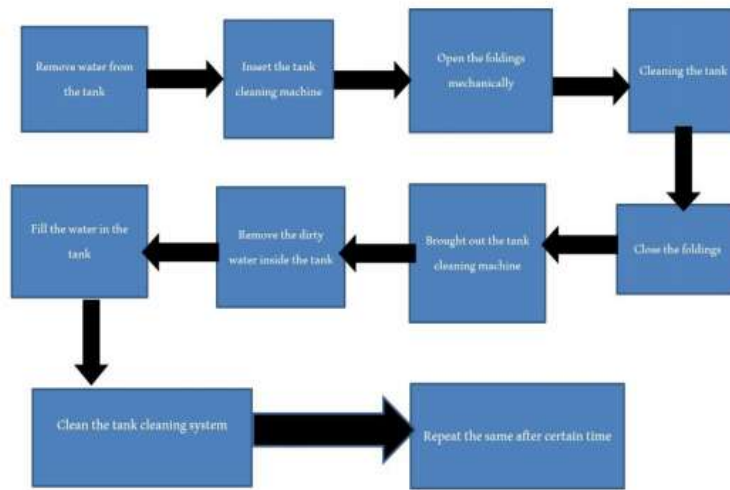 Remove water from
the tank
Insert the tank
cleaning machine
Open the foldings
mechanically
Cleaning the tank
Close the foldings
Brought out the tank
cleaning machine
Remove the dirty
water inside the tank
Fill the water in the
tank
Clean the tank cleaning system
Repeat the same after certain time